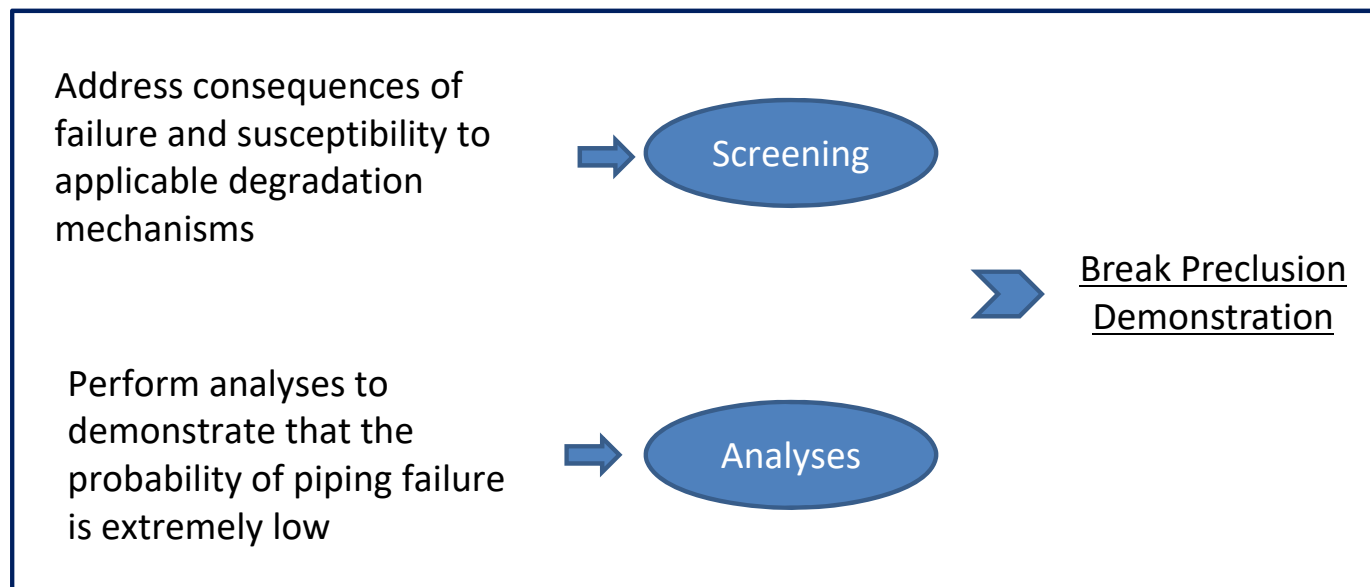 Address consequences of
failure and susceptibility to
applicable degradation
mechanisms
Screening
Break Preclusion
Demonstration
Perform analyses to
demonstrate that the
probability of piping failure
is extremely low
Analyses